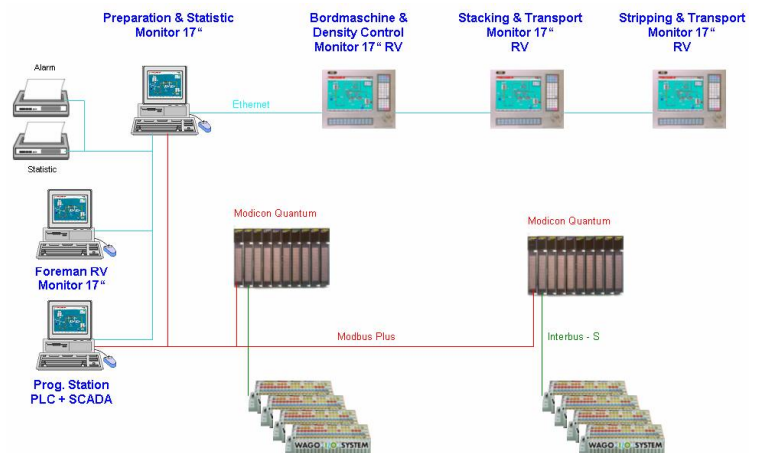 Preparation & Statistic
Monitor 17“
Bordmaschine &
Density Control
Monitor 17“ RV
Stacking & Transport
Monitor 17“
RV
Stripping & Transport
Monitor 17“
RV
Alarm
Ethernet
Statistic
Modicon Quantum
Modicon Quantum
Foreman RV
Monitor 17“
Modbus Plus
Interbus - S
Prog. Station
PLC + SCADA
WAGO I/O SYSTEM
WAGO I/O SYSTEM